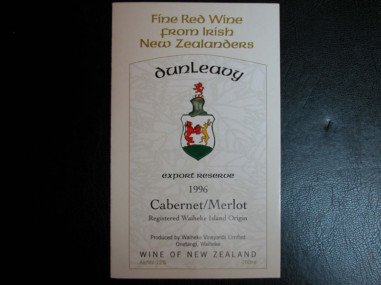 Fine Red Wine
from Irish
New Zealanders
Dunleavy
export reserve
1996
Cabernet/Merlot
Registered Waiheke Island Origin
Produced by Waiheke Vineyards Limited
Onetangi, Waiheke
WINE OF NEW ZEALAND
750ml